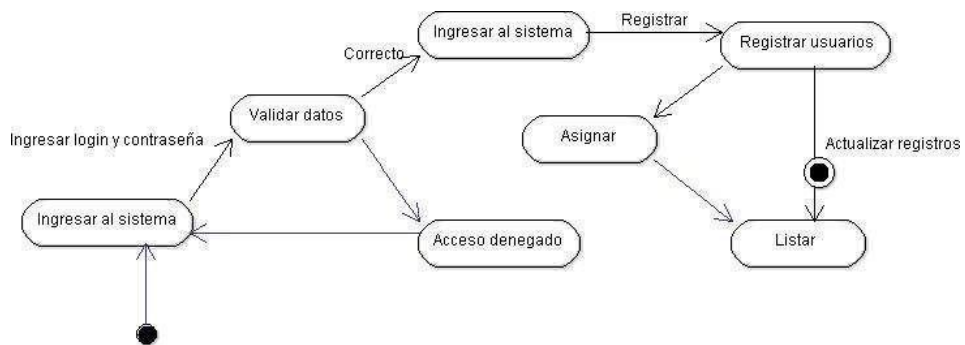 Ingresar al sistema
Registrar
Registrar usuarios
Correcto
Validar datos
Ingresar login y contraseña
Asignar
Actualizar registros
Ingresar al sistema
Acceso denegado
Listar